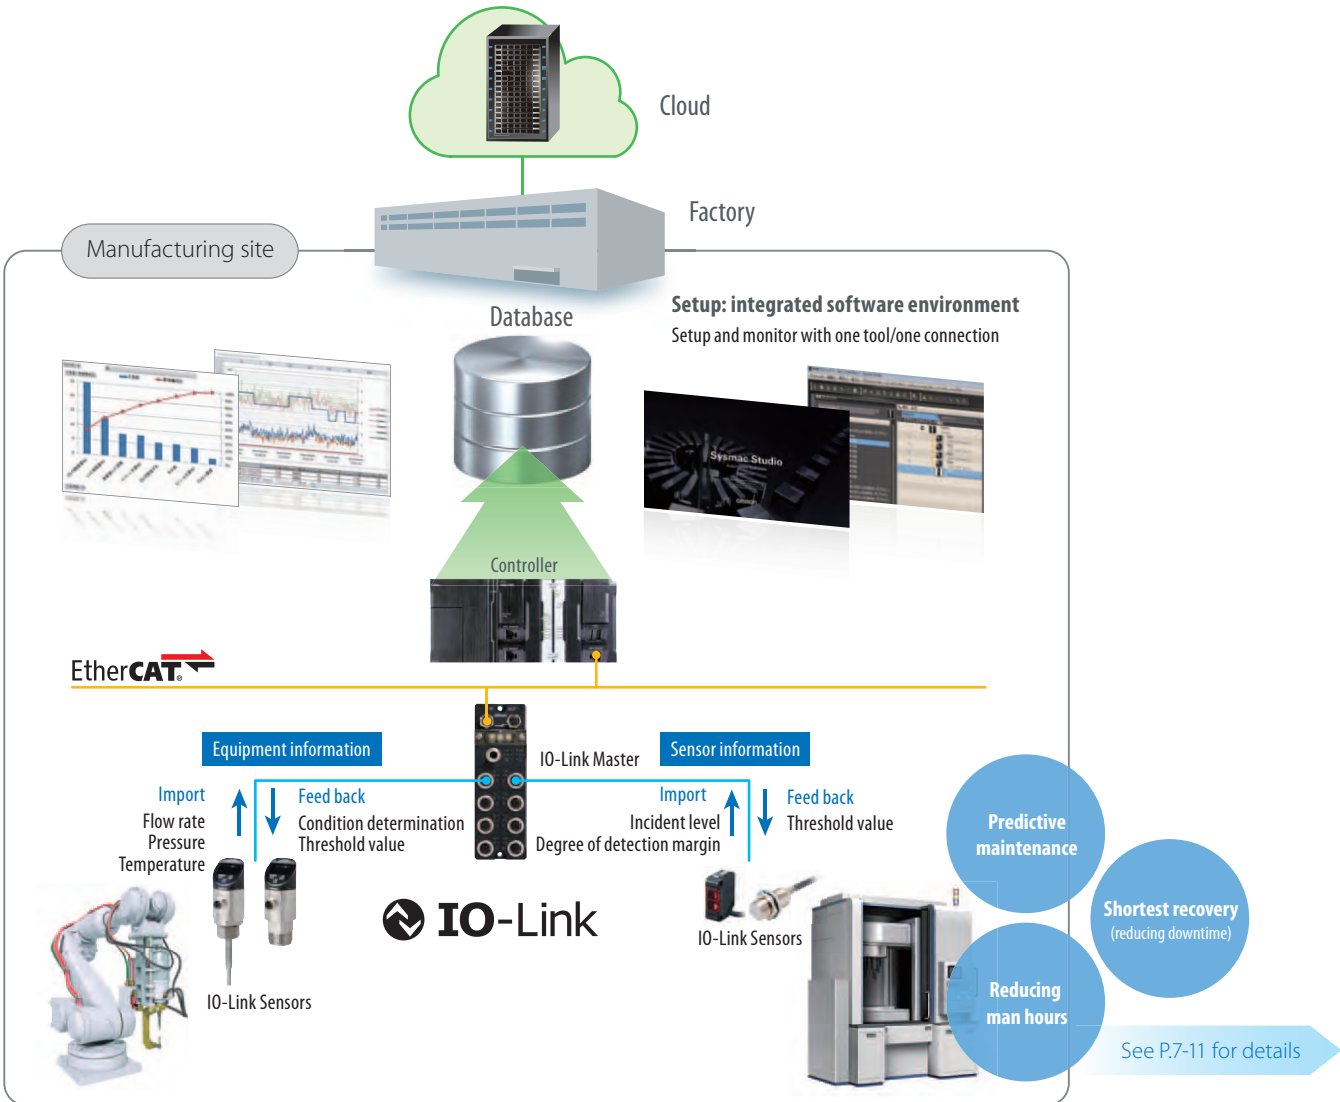 Cloud
Factory
Manufacturing site
Database
Setup: integrated software environment
Setup and monitor with one tool/one connection
Sysmac Studio
Controller
EtherCAT®
Equipment information
IO-Link Master
Sensor information
Import
Flow rate
Pressure
Temperature
Feed back
Condition determination
Threshold value
Import
Incident level
Degree of detection margin
Feed back
Threshold value
IO-Link Sensors
IO-Link
IO-Link Sensors
Predictive
maintenance
Shortest recovery
(reducing downtime)
Reducing
man hours
See P.7-11 for details